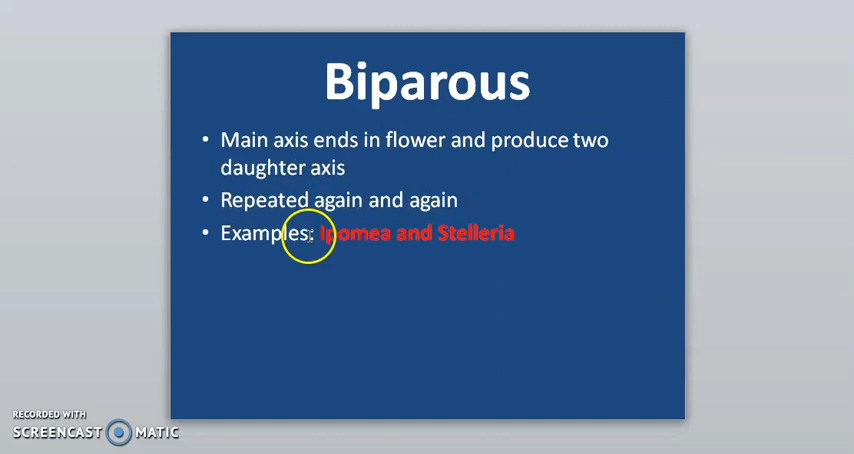 Biparous
• Main axis ends in flower and produce two
daughter axis
• Repeated again and again
• Examples: Ipomea and Stelleria
RECORDED WITH
SCREENCAST MATIC